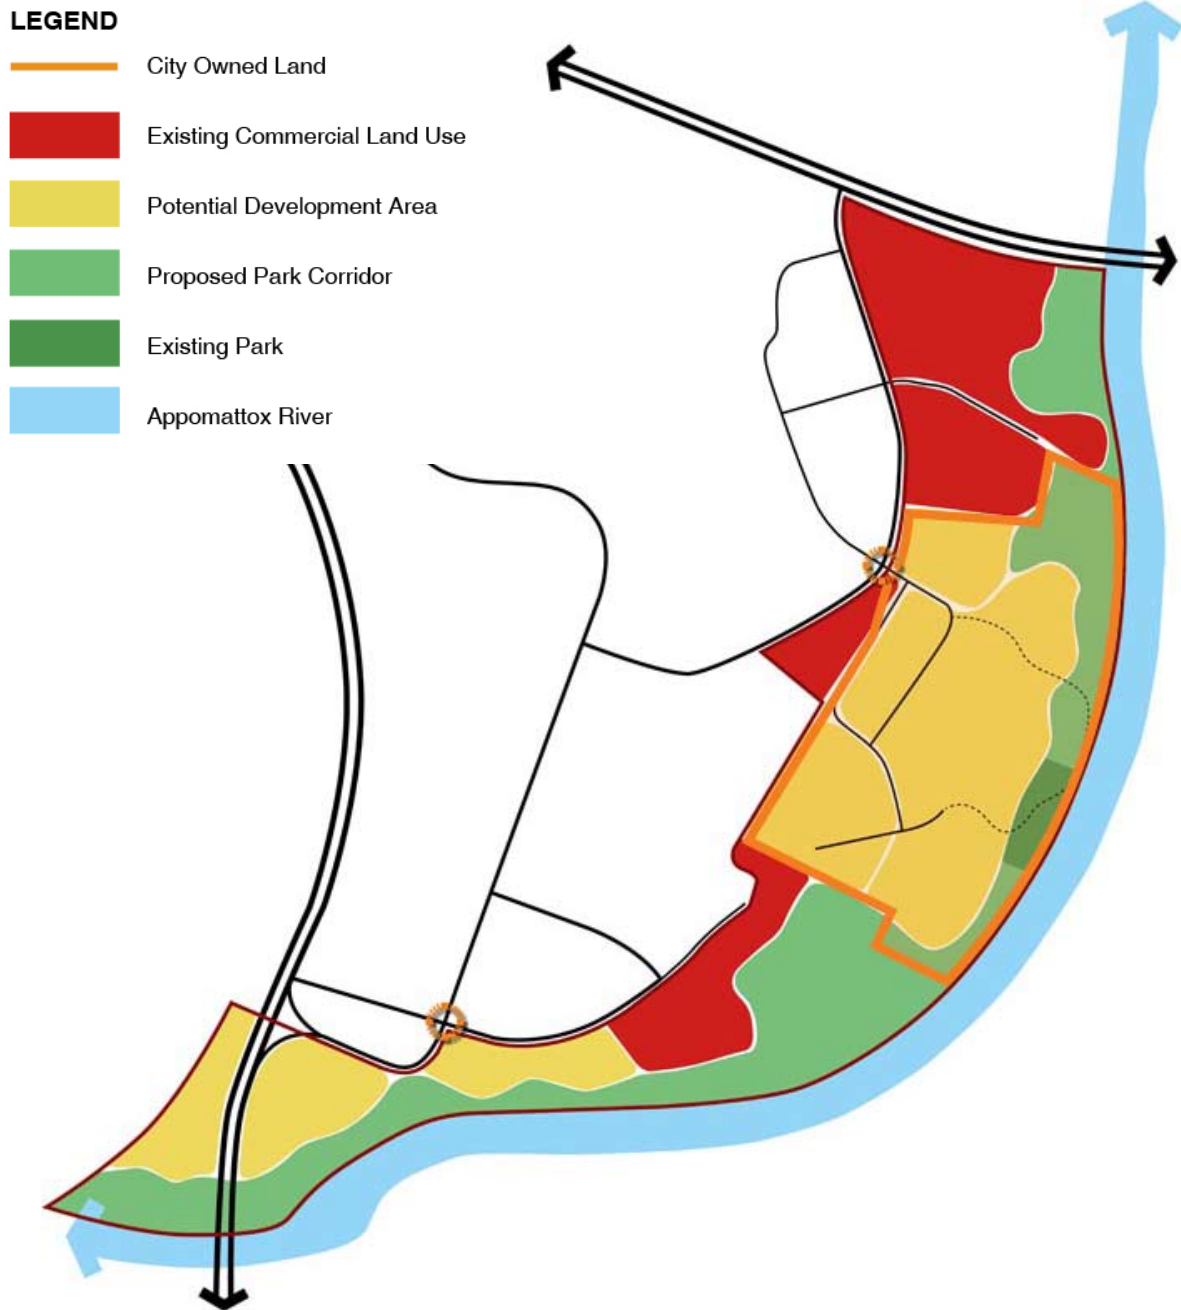 LEGEND
City Owned Land
Existing Commercial Land Use
Potential Development Area
Proposed Park Corridor
Existing Park
Appomattox River